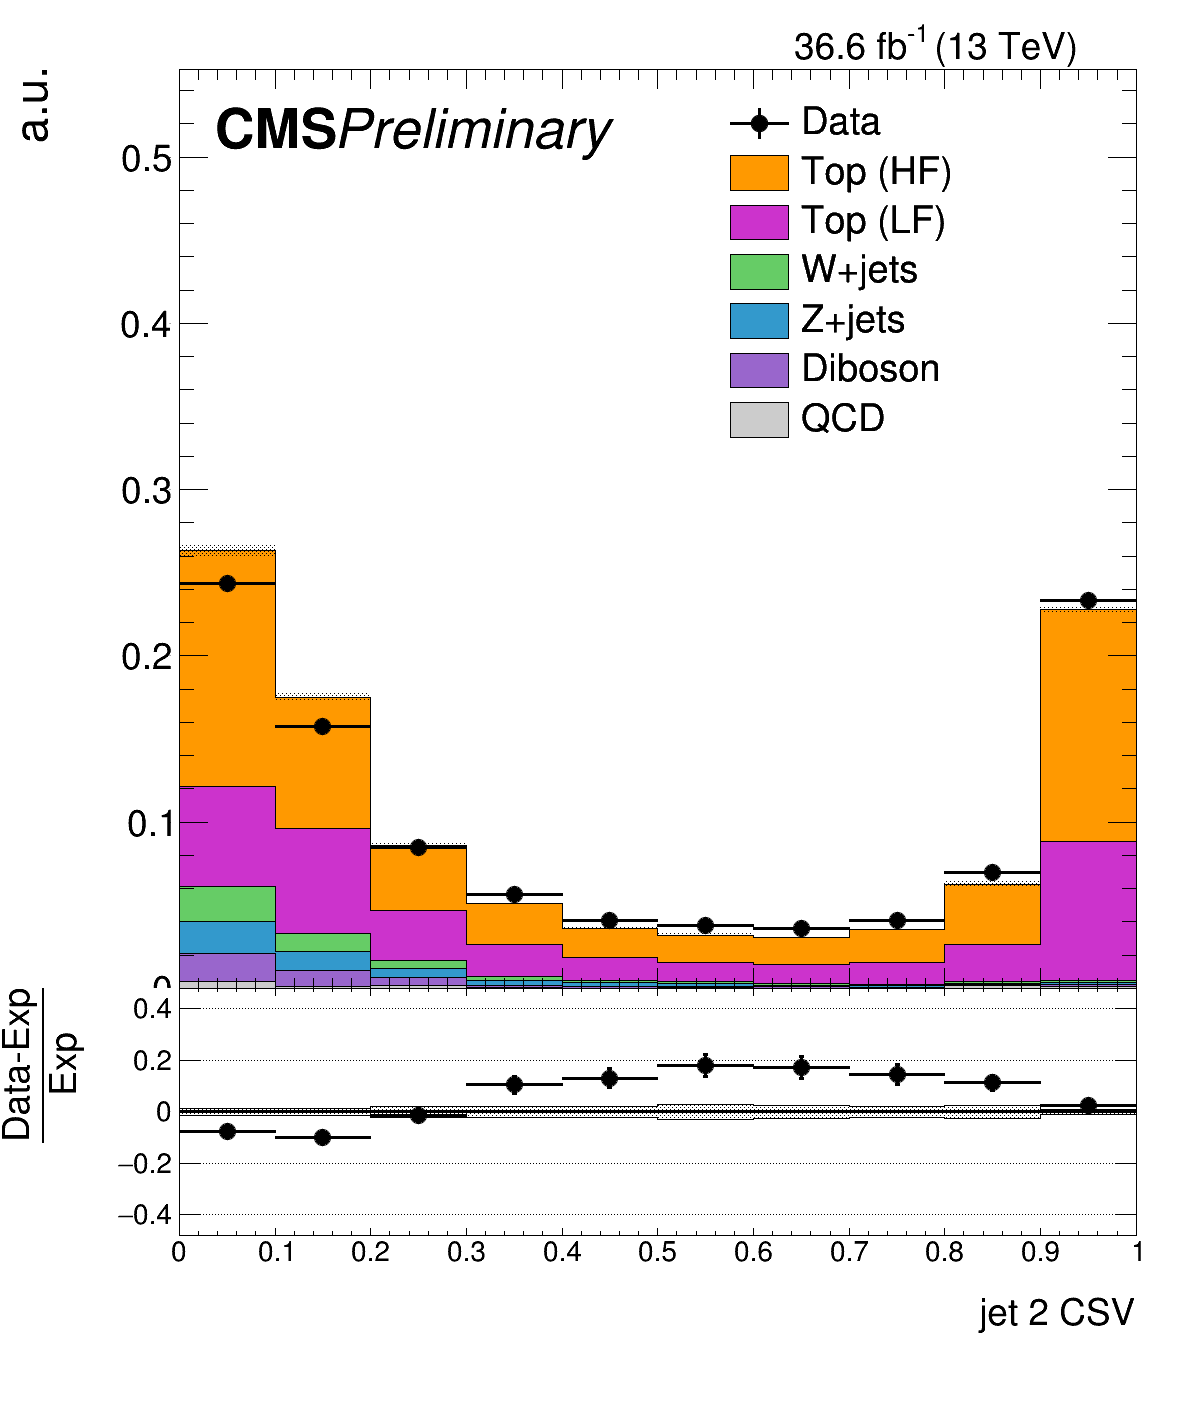 36.6 fb-1 (13 TeV)
a.u.
CMS Preliminary
Data
Top (HF)
Top (LF)
W+jets
Z+jets
Diboson
QCD
0.5
0.4
0.3
0.2
0.1
0
Data-Exp
Exp
0.4
0.2
0
−0.2
−0.4
0 0.1 0.2 0.3 0.4 0.5 0.6 0.7 0.8 0.9 1
jet 2 CSV